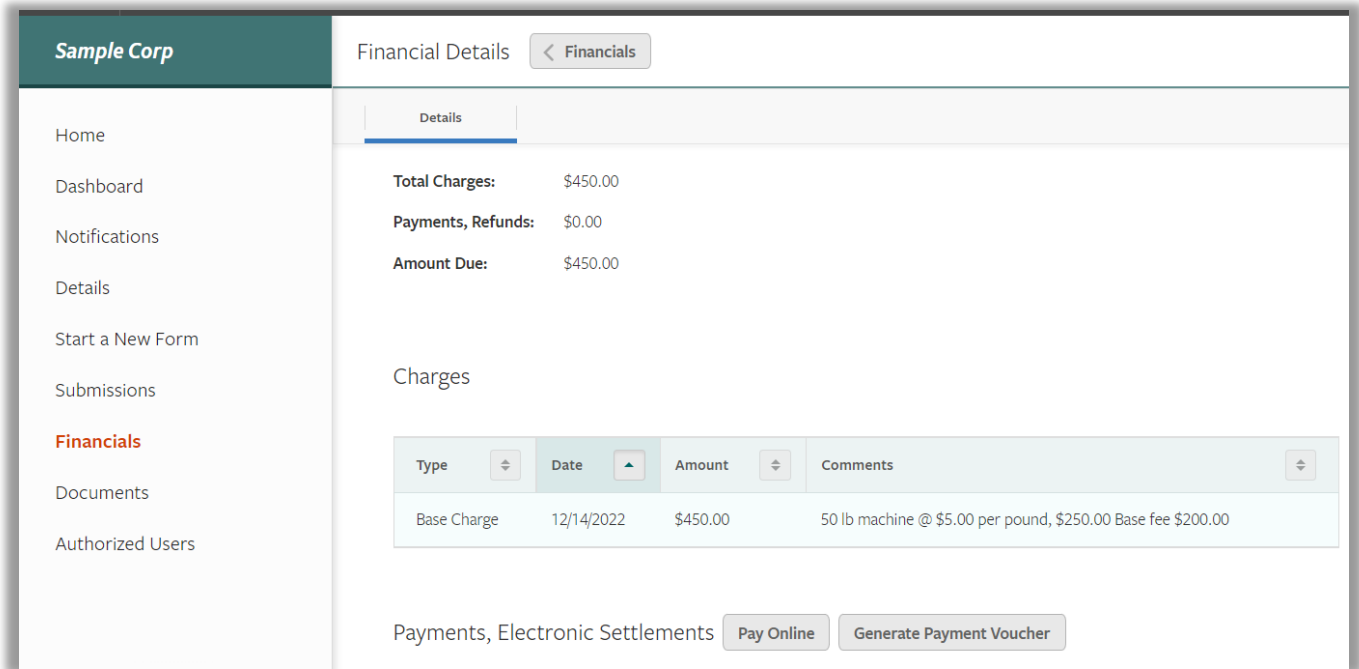 Sample Corp
Financial Details
Financials
Home
Dashboard
Notifications
Details
Start a New Form
Submissions
Financials
Documents
Authorized Users
Details
Total Charges: $450.00
Payments, Refunds: $0.00
Amount Due: $450.00
Charges
Type Date Amount Comments
Base Charge 12/14/2022 $450.00 50 lb machine @ $5.00 per pound, $250.00 Base fee $200.00
Payments, Electronic Settlements Pay Online Generate Payment Voucher